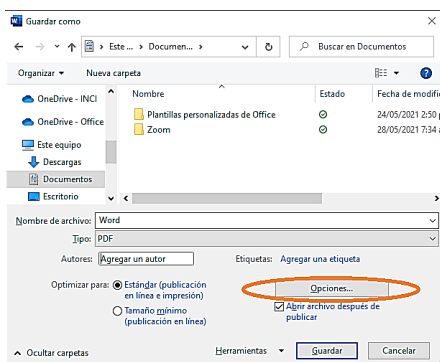 Guardar como
Este ... › Documen... ›
Buscar en Documentos
Organizar
Nueva carpeta
Nombre
Estado
Fecha de modific
OneDrive - INCI
OneDrive - Office
Este equipo
Descargas
Documentos
Escritorio
Plantillas personalizadas de Office
24/05/2021 2:50 p
Zoom
28/05/2021 7:34 a
Nombre de archivo: Word
Tipo: PDF
Autores: Agregar un autor
Etiquetas: Agregar una etiqueta
Optimizar para:
Estándar (publicación
en línea e impresión)
Tamaño mínimo
(publicación en línea)
Opciones...
Abrir archivo después de
publicar
Ocultar carpetas
Herramientas
Guardar
Cancelar